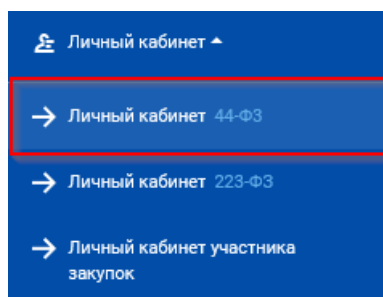 Личный кабинет
Личный кабинет 44-ФЗ
Личный кабинет 223-ФЗ
Личный кабинет участника
закупок